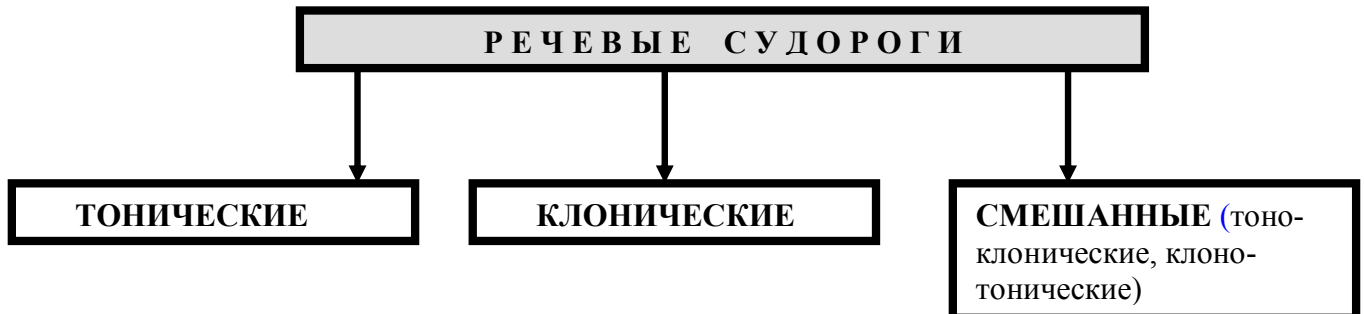 Р Е Ч Е В Ы Е С У Д О Р О Г И
ТОНИЧЕСКИЕ
КЛОНИЧЕСКИЕ
СМЕШАННЫЕ (тоно-
клонические, клоно-
тонические)